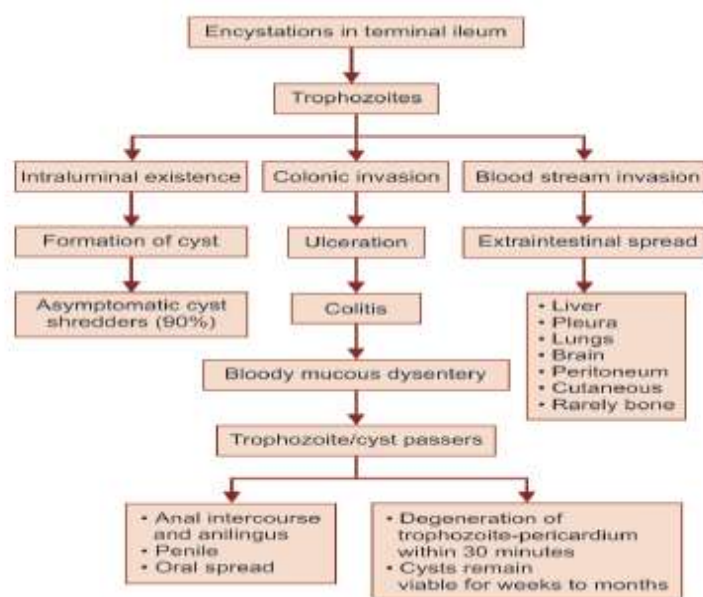 Encystations in terminal ileum
Trophozoites
Intraluminal existence
Colonic invasion
Blood stream invasion
Formation of cyst
Ulceration
Extraintestinal spread
Asymptomatic cyst
shredders (90%)
Colitis
• Liver
• Pleura
• Lungs
• Brain
• Peritoneum
• Cutaneous
• Rarely bone
Bloody mucous dysentery
Trophozoite/cyst passers
• Anal intercourse
and anilingus
• Penile
• Oral spread
• Degeneration of
trophozoite-pericardium
within 30 minutes
• Cysts remain
viable for weeks to months